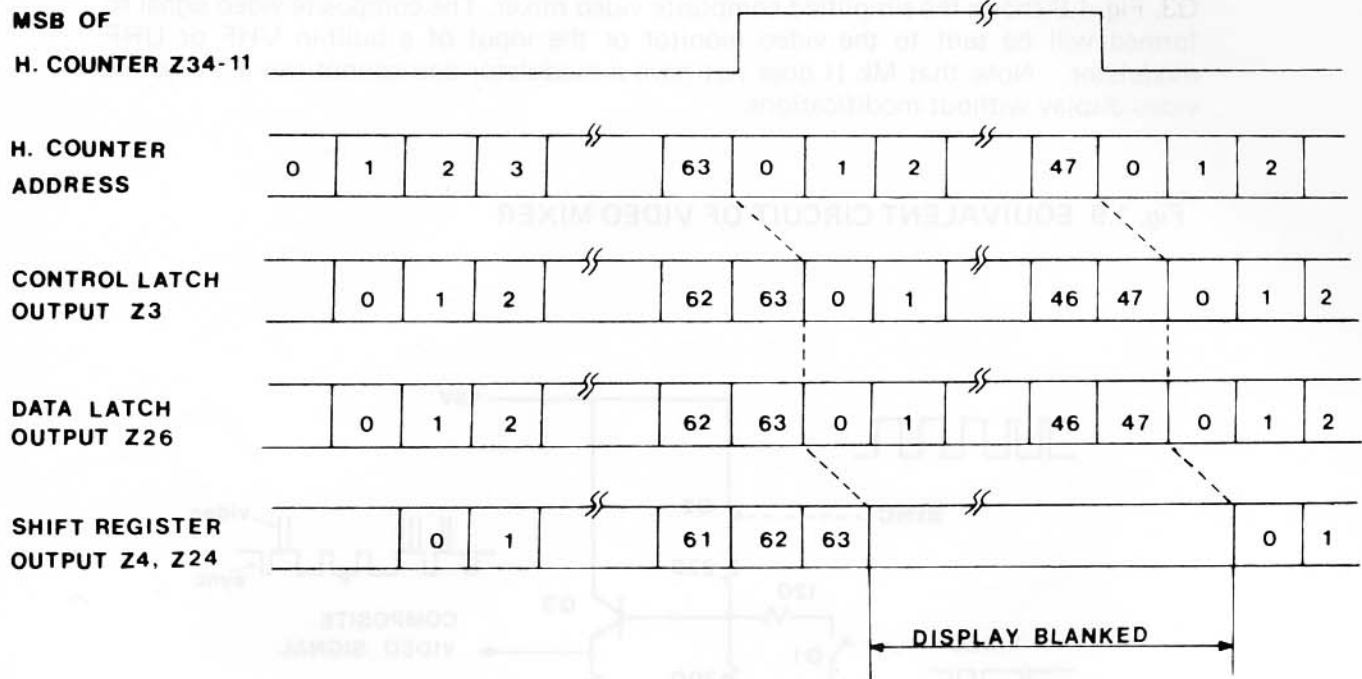 MSB OF
H. COUNTER Z34-11
H. COUNTER
ADDRESS
0 1 2 3 63 0 1 2 47 0 1 2
CONTROL LATCH
OUTPUT Z3
0 1 2 62 63 0 1 46 47 0 1 2
DATA LATCH
OUTPUT Z26
0 1 2 62 63 0 1 46 47 0 1 2
SHIFT REGISTER
OUTPUT Z4, Z24
0 1 61 62 63 0 1
DISPLAY BLANKED